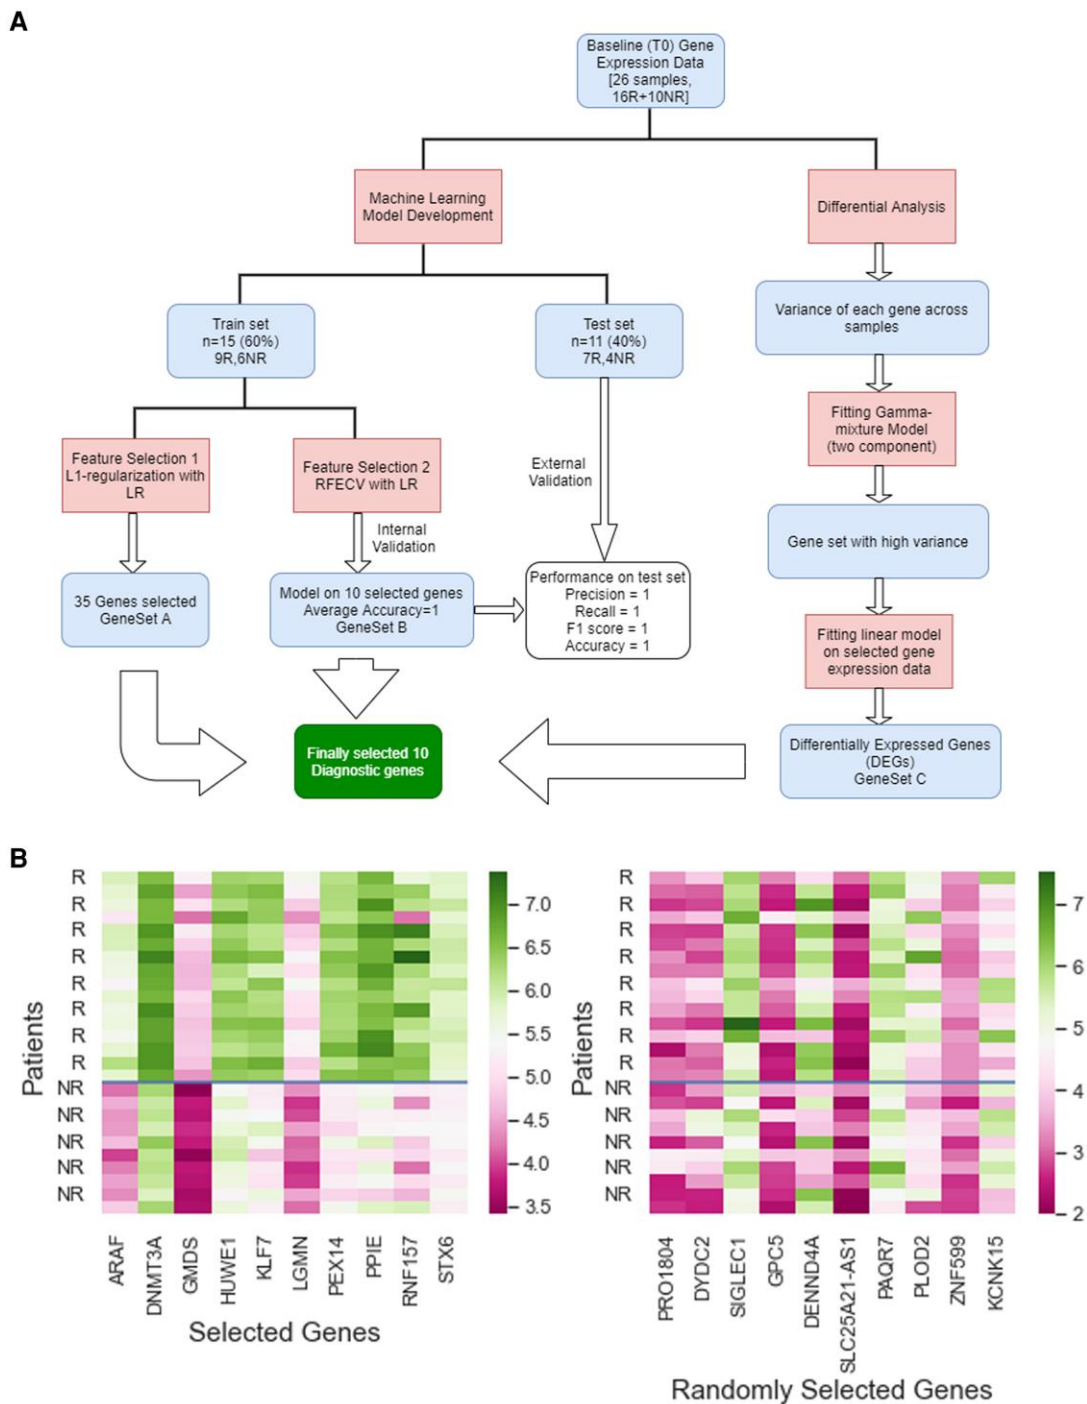 A
Baseline (T0) Gene
Expression Data
[26 samples,
16R+10NR]
Machine Learning
Model Development
Differential Analysis
Train set
n=15 (60%)
9R,6NR
Test set
n=11 (40%)
7R,4NR
Variance of each gene across
samples
Fitting Gamma-
mixture Model
(two component)
Feature Selection 1
L1-regularization with
LR
Feature Selection 2
RFECV with LR
External
Validation
Internal
Validation
Gene set with high variance
35 Genes selected
GeneSet A
Model on 10 selected genes
Average Accuracy=1
GeneSet B
Performance on test set
Precision = 1
Recall = 1
F1 score = 1
Accuracy = 1
Fitting linear model
on selected gene
expression data
Finally selected 10
Diagnostic genes
Differentially Expressed Genes
(DEGs)
GeneSet C
B
Patients
R
R
R
R
R
R
R
R
NR
NR
NR
NR
NR
7.0
6.5
6.0
5.5
5.0
4.5
4.0
3.5
ARAF
DNMT3A
GMDS
HUWE1
KLF7
LGMN
PEX14
PPIE
RNF157
STX6
Selected Genes
Patients
R
R
R
R
R
R
R
R
NR
NR
NR
NR
NR
7
6
5
4
3
2
PRO1804
DYDC2
SIGLEC1
GPC5
DENND4A
SLC25A21-AS1
PAQR7
PLOD2
ZNF599
KCNK15
Randomly Selected Genes